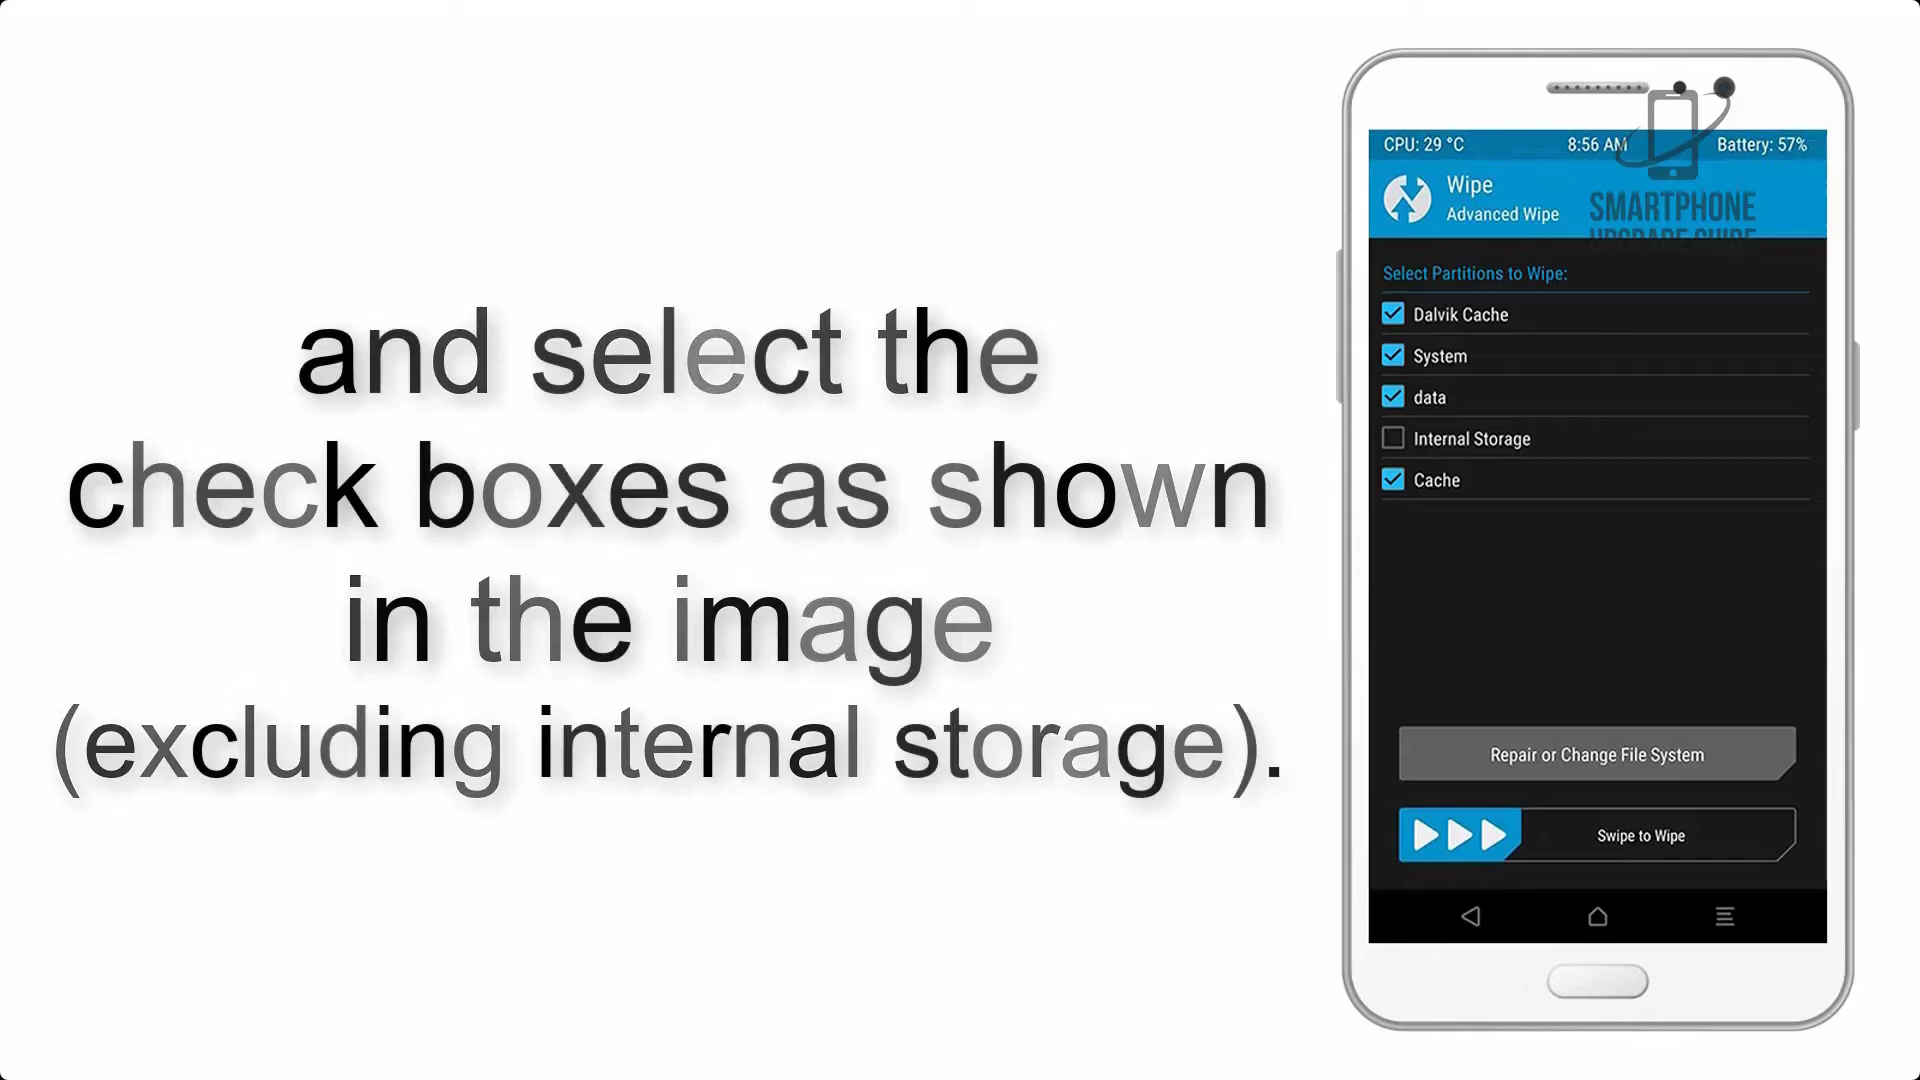 and select the
check boxes as shown
in the image
(excluding internal storage).
CPU: 29 °C 8:56 AM Battery: 57%
Wipe
Advanced Wipe
SMARTPHONE
UPGRADE GUIDE
Select Partitions to Wipe:
Dalvik Cache
System
data
Internal Storage
Cache
Repair or Change File System
Swipe to Wipe